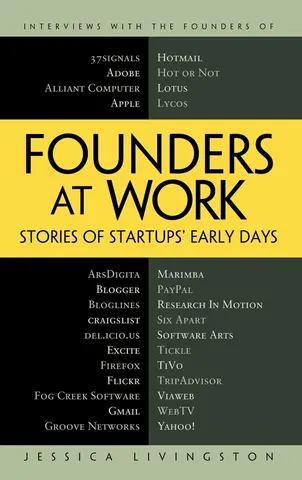 INTERVIEWS WITH THE FOUNDERS OF
37SIGNALS
ADOBE
ALLIANT COMPUTER
APPLE
HOTMAIL
HOT OR NOT
LOTUS
LYCOS
FOUNDERS
AT WORK
STORIES OF STARTUPS' EARLY DAYS
ARSDIGITA
BLOGGER
BLOGLINES
CRAIGSLIST
DEL.ICIO.US
EXCITE
FIREFOX
FLICKR
FOG CREEK SOFTWARE
GMAIL
GROOVE NETWORKS
MARIMBA
PAYPAL
RESEARCH IN MOTION
SIX APART
SOFTWARE ARTS
TICKLE
TIVO
TRIPADVISOR
VIAWEB
WEBTV
YAHOO!
JESSICA LIVINGSTON